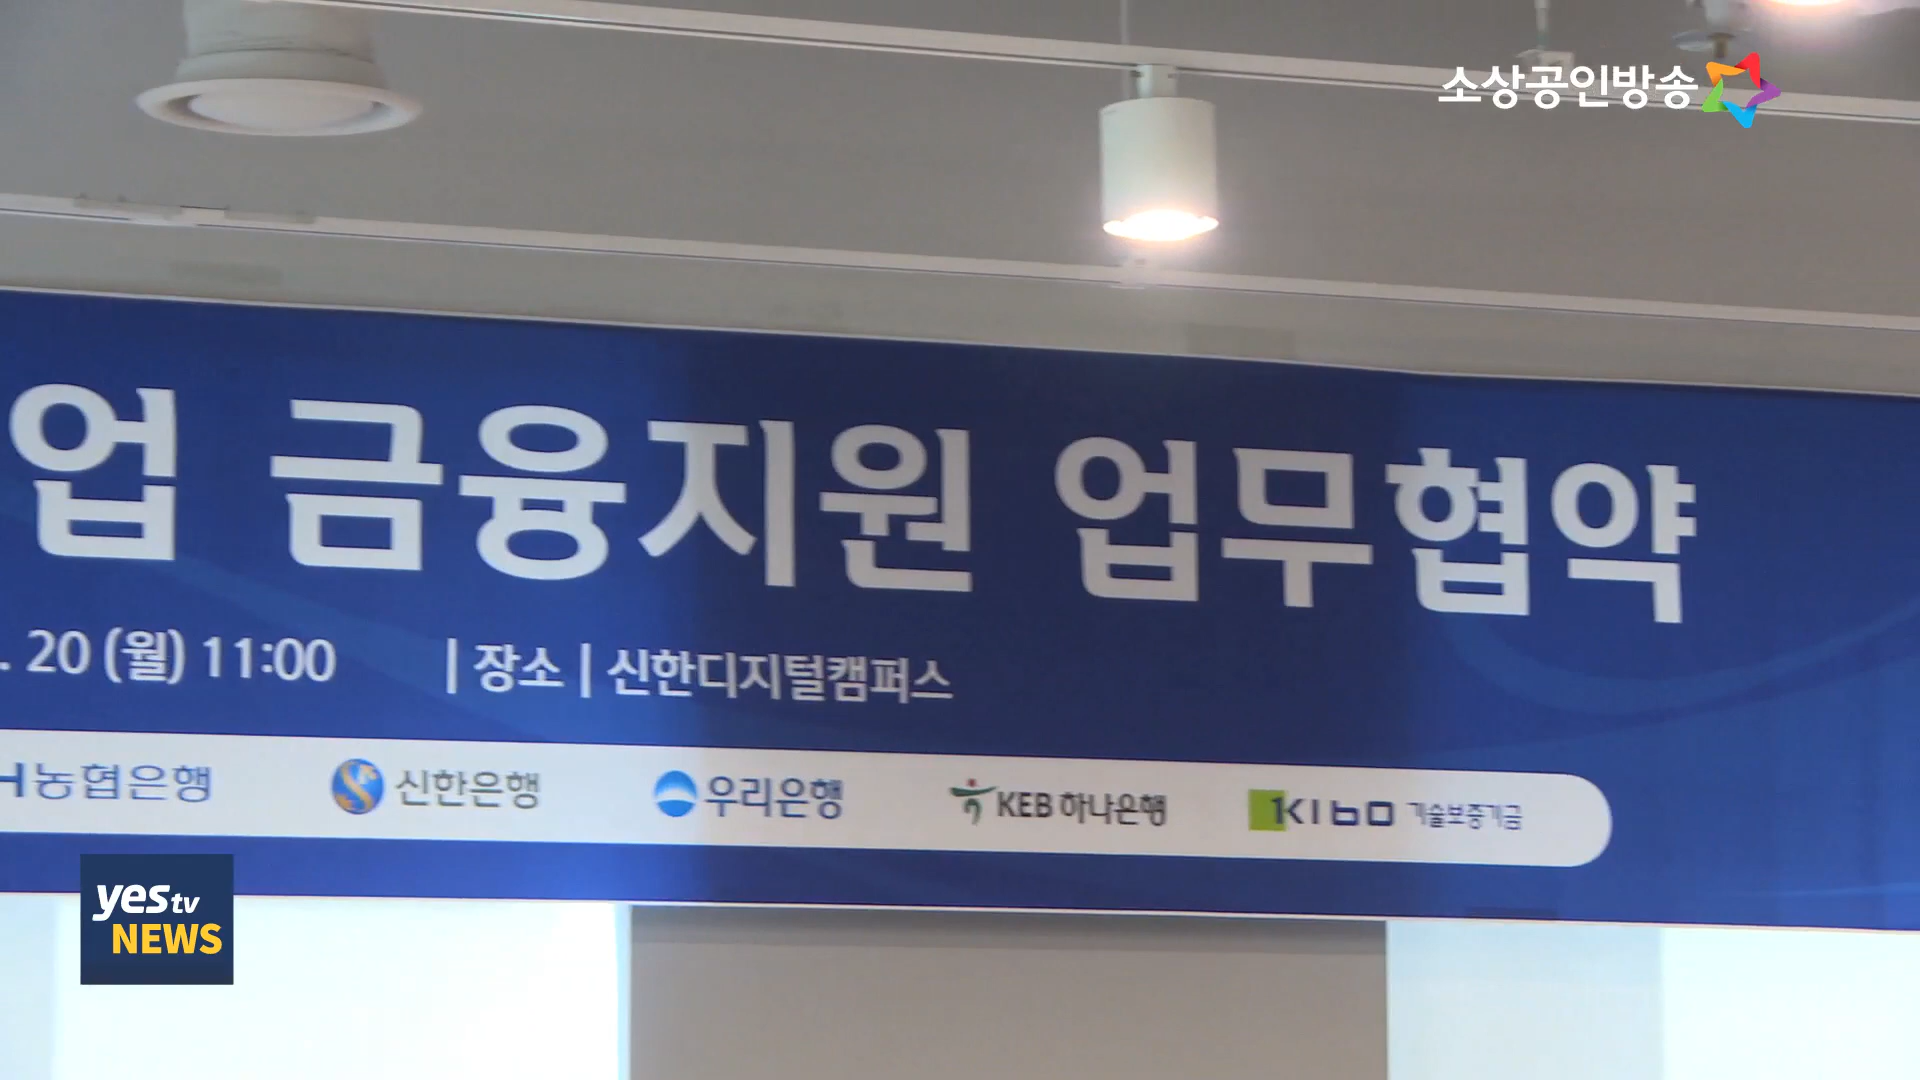 소상공인방송
업 금융지원 업무협약
. 20 (월) 11:00 | 장소 | 신한디지털캠퍼스
H농협은행 신한은행 우리은행 KEB 하나은행 KIBO 기술보증기금
yes tv
NEWS